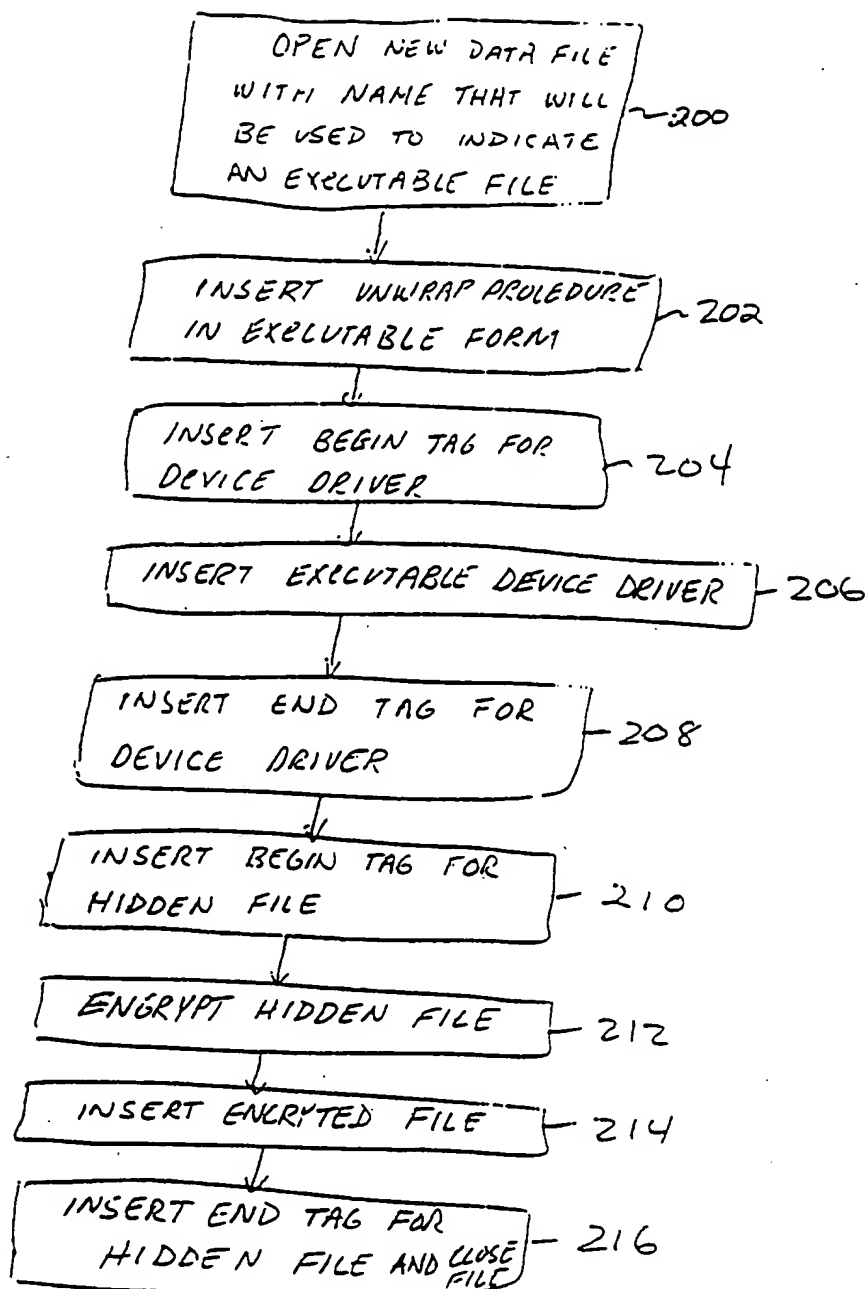 OPEN NEW DATA FILE
WITH NAME THAT WILL
BE USED TO INDICATE
AN EXECUTABLE FILE
200
INSERT UNWRAP PROCEDURE
IN EXECUTABLE FORM
202
INSERT BEGIN TAG FOR
DEVICE DRIVER
204
INSERT EXECUTABLE DEVICE DRIVER
206
INSERT END TAG FOR
DEVICE DRIVER
208
INSERT BEGIN TAG FOR
HIDDEN FILE
210
ENCRYPT HIDDEN FILE
212
INSERT ENCRYTED FILE
214
INSERT END TAG FOR
HIDDEN FILE AND CLOSE
FILE
216